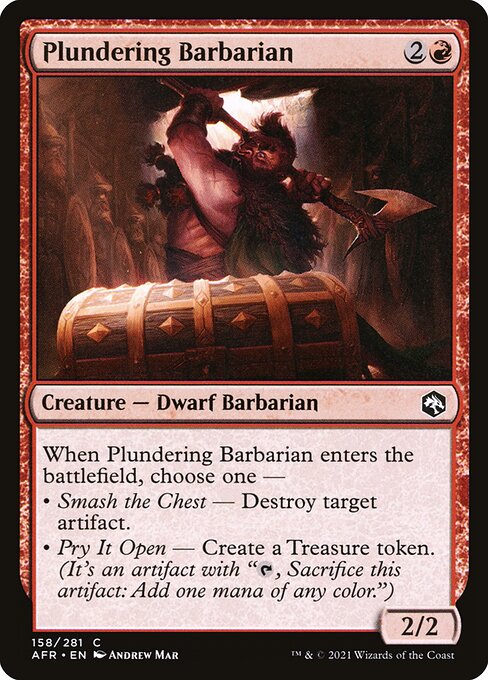 Plundering Barbarian 2
Creature — Dwarf Barbarian
When Plundering Barbarian enters the
battlefield, choose one —
• Smash the Chest — Destroy target
artifact.
• Pry It Open — Create a Treasure token.
(It's an artifact with “, Sacrifice this
artifact: Add one mana of any color.”)
2/2
158/281 C
AFR • EN Andrew Mar
™ & © 2021 Wizards of the Coast